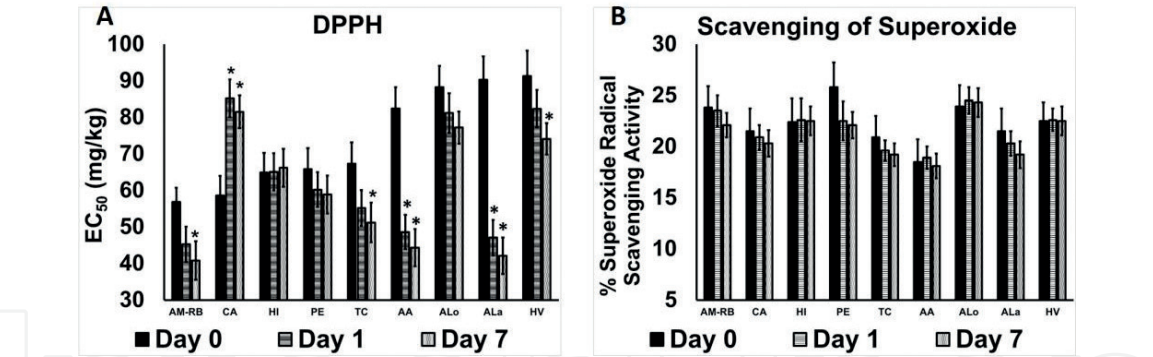 A
DPPH
EC50 (mg/kg)
100
90
80
70
60
50
40
30
*
*
*
*
*
*
*
*
*
AM-RB CA HI PE TC AA ALo ALa HV
Day 0 Day 1 Day 7
B
Scavenging of Superoxide
% Superoxide Radical
Scavenging Activity
30
25
20
15
10
5
AM-RB CA HI PE TC AA ALo ALa HV
Day 0 Day 1 Day 7